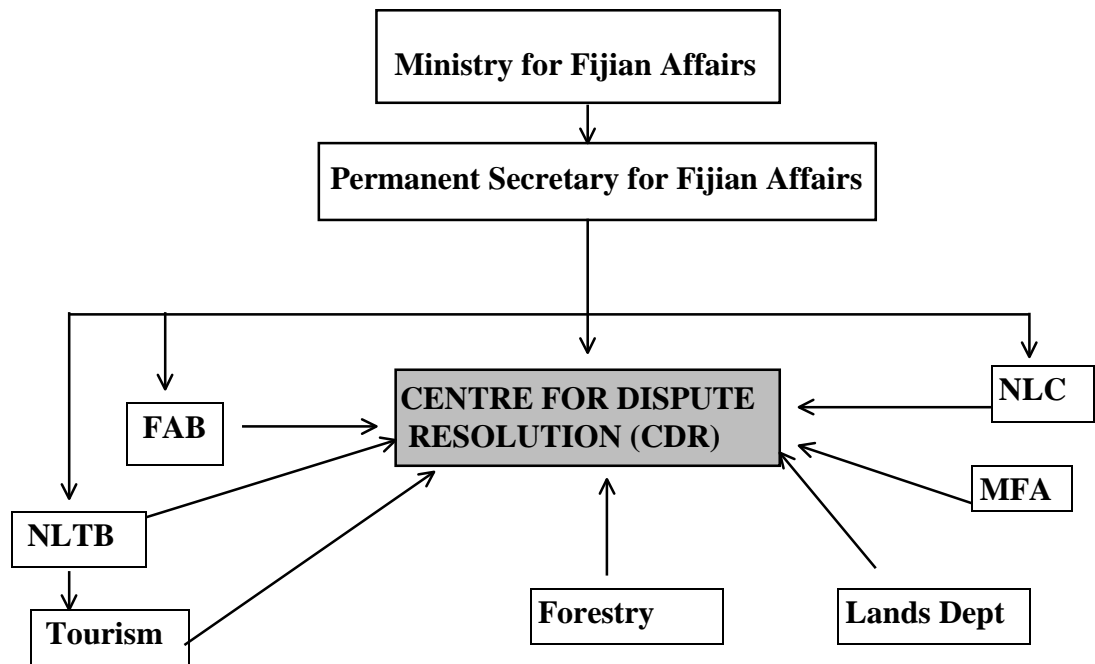 Ministry for Fijian Affairs
Permanent Secretary for Fijian Affairs
CENTRE FOR DISPUTE
RESOLUTION (CDR)
NLC
FAB
MFA
NLTB
Forestry
Lands Dept
Tourism